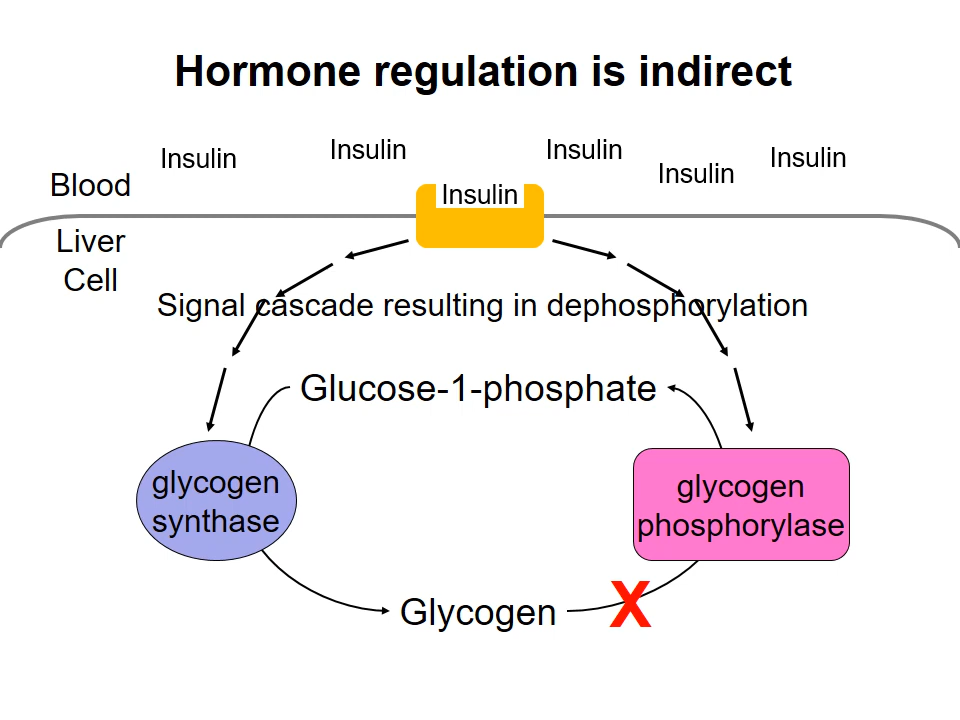 Hormone regulation is indirect
Insulin
Insulin
Insulin
Insulin
Insulin
Blood
Insulin
Liver
Cell
Signal cascade resulting in dephosphorylation
Glucose-1-phosphate
glycogen
synthase
glycogen
phosphorylase
Glycogen
X